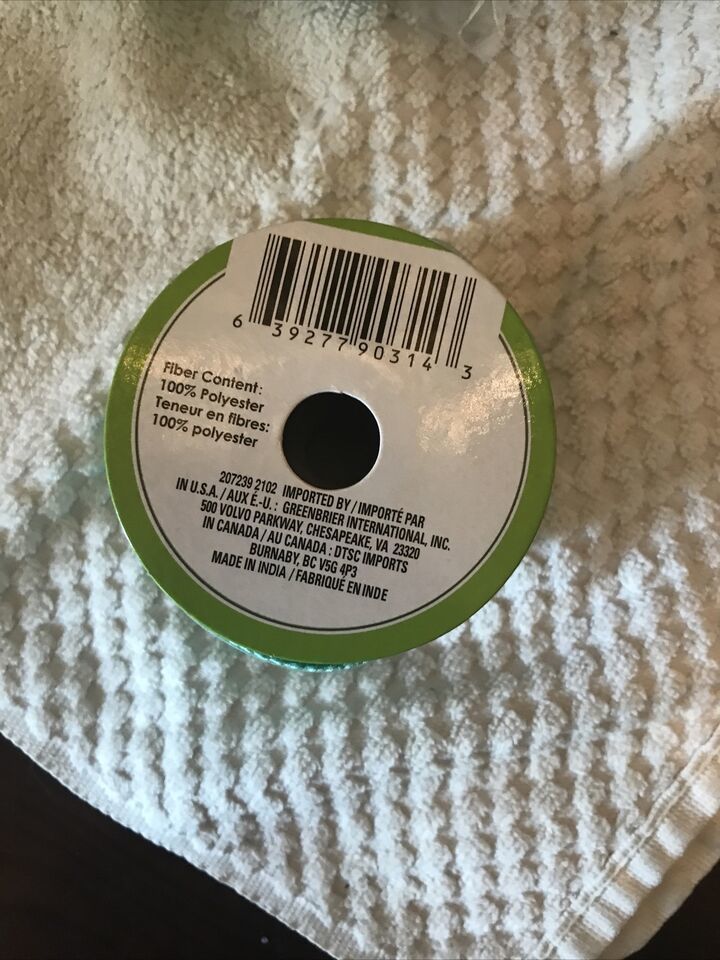 6 39277 90314 3
Fiber Content:
100% Polyester
Teneur en fibres:
100% polyester
207239 2102 IMPORTED BY / IMPORTÉ PAR
IN U.S.A. / AUX É.-U. : GREENBRIER INTERNATIONAL, INC.
500 VOLVO PARKWAY, CHESAPEAKE, VA 23320
IN CANADA / AU CANADA : DTSC IMPORTS
BURNABY, BC V5G 4P3
MADE IN INDIA / FABRIQUÉ EN INDE